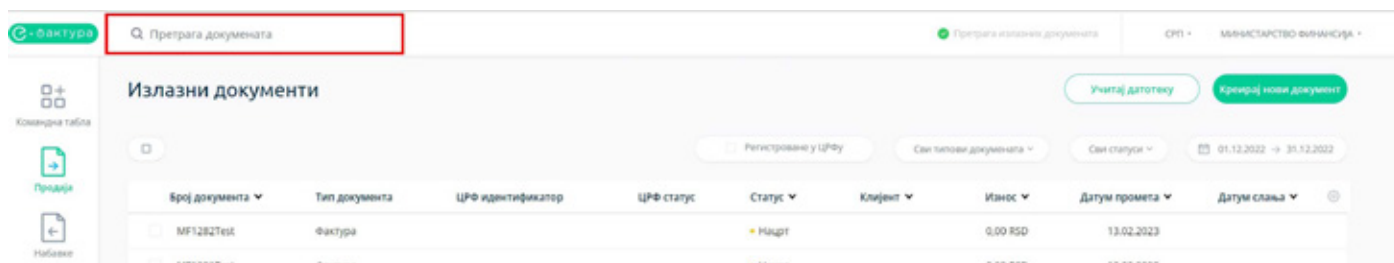 е-Фактура
Претрага докумената
Претрага излазних докумената
СРП
МИНИСТАРСТВО ФИНАНСИЈА
Излазни документи
Учитај датотеку
Креирај нови документ
Командна табла
Регистроване у ЦРФу
Сви типови докумената
Сви статуси
01.12.2022 → 31.12.2022
Продаја
Број документа Тип документа ЦРФ идентификатор ЦРФ статус Статус Клијент Износ Датум промета Датум слања
MF1282Test Фактура Нацрт 0,00 RSD 13.02.2023
Набавке